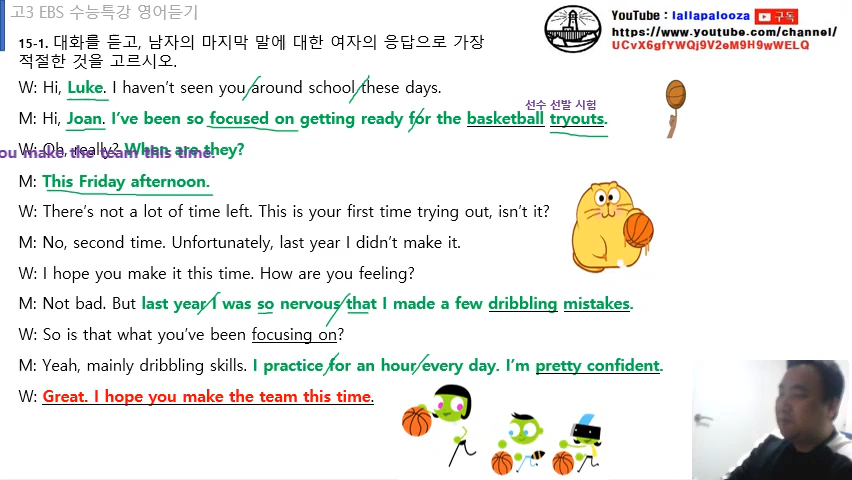 고3 EBS 수능특강 영어듣기
YouTube : lallapalooza 구독
https://www.youtube.com/channel/
UCvX6gfYWQj9V2eM9H9wWELQ
15-1. 대화를 듣고, 남자의 마지막 말에 대한 여자의 응답으로 가장
적절한 것을 고르시오.
W: Hi, Luke. I haven't seen you around school these days.
선수 선발 시험
M: Hi, Joan. I've been so focused on getting ready for the basketball tryouts.
W: Oh, really? When are they?
ou make the team this time.
M: This Friday afternoon.
W: There's not a lot of time left. This is your first time trying out, isn't it?
M: No, second time. Unfortunately, last year I didn't make it.
W: I hope you make it this time. How are you feeling?
M: Not bad. But last year I was so nervous that I made a few dribbling mistakes.
W: So is that what you've been focusing on?
M: Yeah, mainly dribbling skills. I practice for an hour every day. I'm pretty confident.
W: Great. I hope you make the team this time.